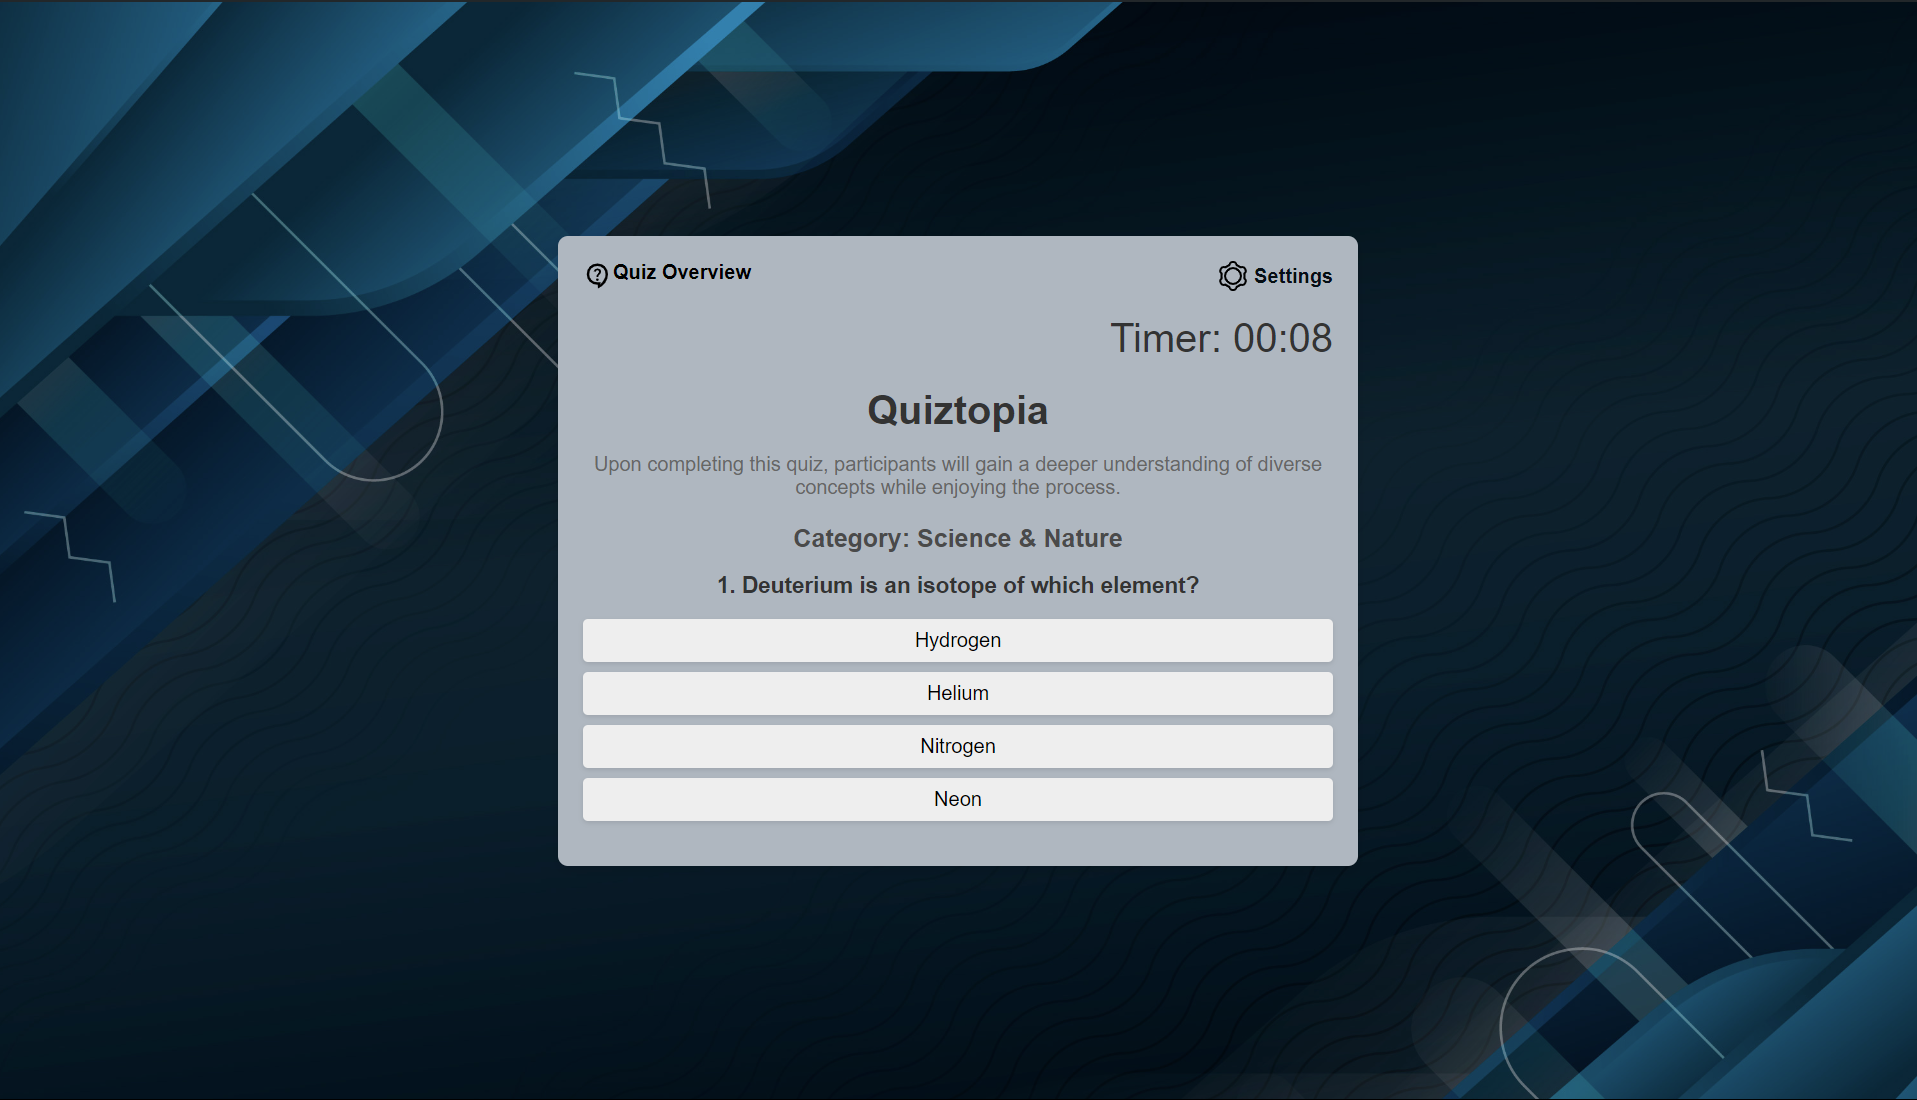 Quiz Overview
Settings
Timer: 00:08
Quiztopia
Upon completing this quiz, participants will gain a deeper understanding of diverse
concepts while enjoying the process.
Category: Science & Nature
1. Deuterium is an isotope of which element?
Hydrogen
Helium
Nitrogen
Neon